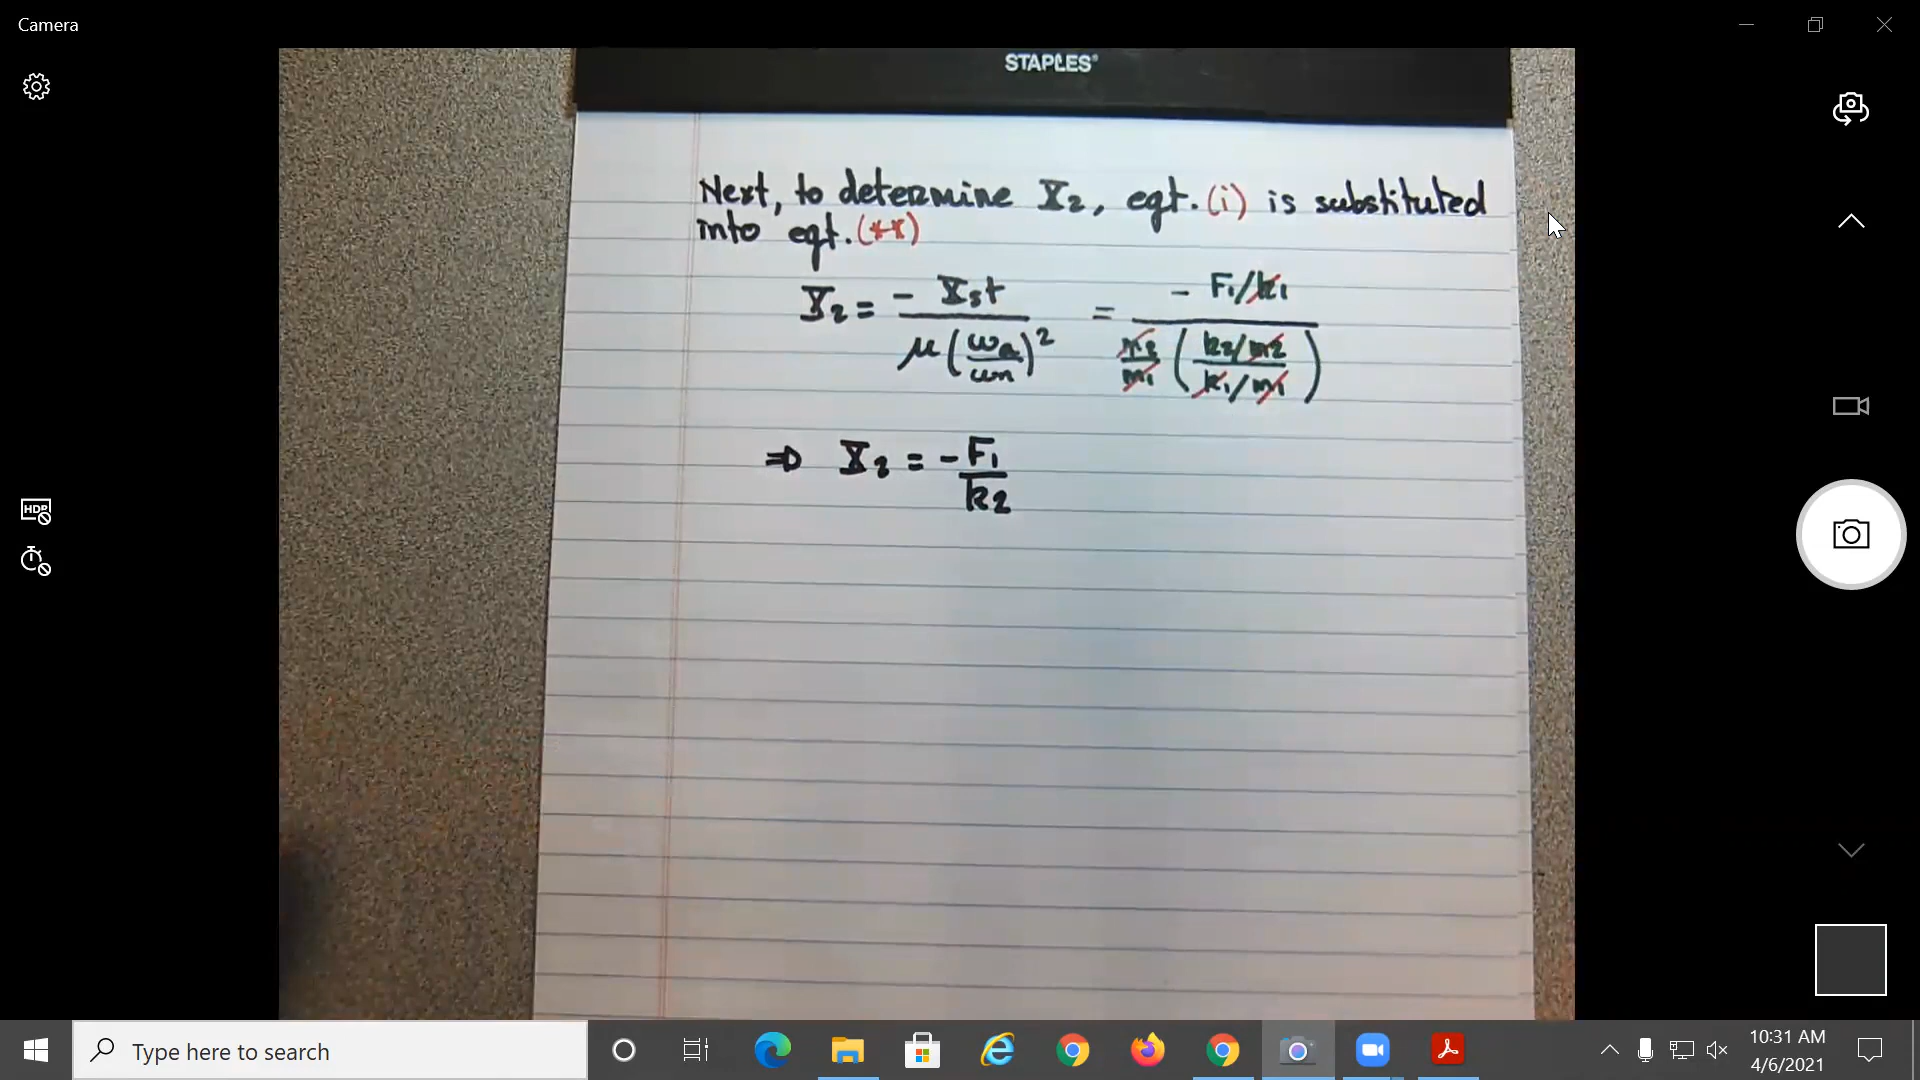 Camera
STAPLES
Next, to determine X2, eqt. (i) is substituted
into eqt. (**)
X2 = - Xst / μ (ωa/ωn)^2 = - F1/k1 / m2/m1 (k2/m2 / k1/m1)
⇒ X2 = - F1/k2
HDR
Type here to search
10:31 AM
4/6/2021